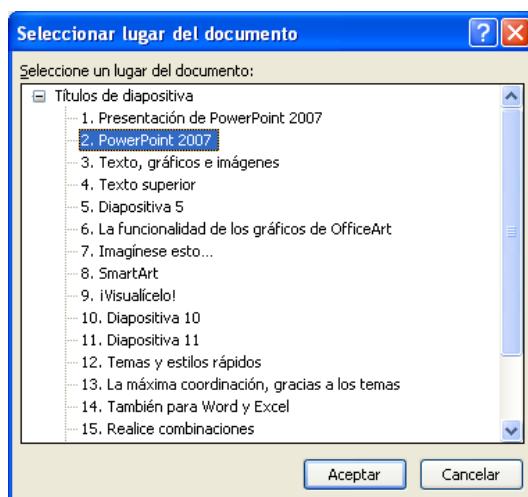 Seleccionar lugar del documento
Seleccione un lugar del documento:
Títulos de diapositiva
1. Presentación de PowerPoint 2007
2. PowerPoint 2007
3. Texto, gráficos e imágenes
4. Texto superior
5. Diapositiva 5
6. La funcionalidad de los gráficos de OfficeArt
7. Imagínese esto...
8. SmartArt
9. ¡Visualícelo!
10. Diapositiva 10
11. Diapositiva 11
12. Temas y estilos rápidos
13. La máxima coordinación, gracias a los temas
14. También para Word y Excel
15. Realice combinaciones
Aceptar Cancelar